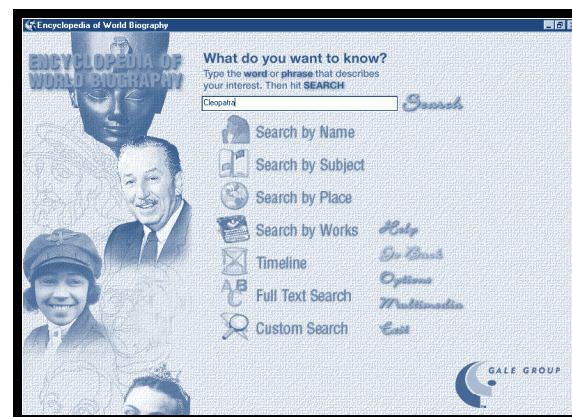 Encyclopedia of World Biography
ENCYCLOPEDIA OF
WORLD BIOGRAPHY
What do you want to know?
Type the word or phrase that describes
your interest. Then hit SEARCH
Cleopatra
Search
Search by Name
Search by Subject
Search by Place
Search by Works
Timeline
A B
C
Full Text Search
Custom Search
Help
Go Back
Options
Multimedia
Exit
GALE GROUP